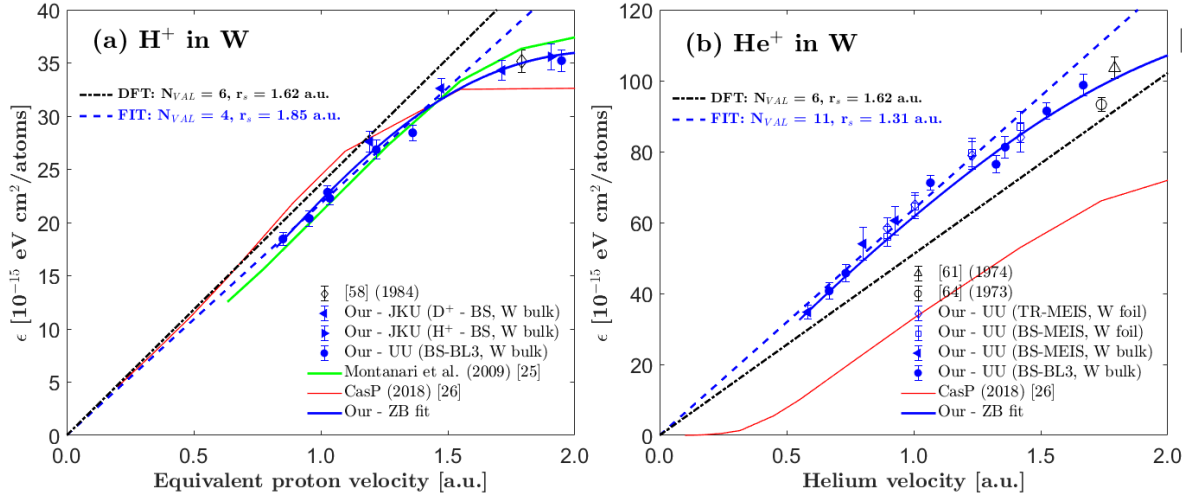 (a) H⁺ in W
DFT: N_VAL = 6, r_s = 1.62 a.u.
FIT: N_VAL = 4, r_s = 1.85 a.u.
[58] (1984)
Our - JKU (D⁺ - BS, W bulk)
Our - JKU (H⁺ - BS, W bulk)
Our - UU (BS-BL3, W bulk)
Montanari et al. (2009) [25]
CasP (2018) [26]
Our - ZB fit
40
35
30
25
20
15
10
5
0
ϵ [10⁻¹⁵ eV cm²/atoms]
0.0 0.5 1.0 1.5 2.0
Equivalent proton velocity [a.u.]
(b) He⁺ in W
DFT: N_VAL = 6, r_s = 1.62 a.u.
FIT: N_VAL = 11, r_s = 1.31 a.u.
[61] (1974)
[64] (1973)
Our - UU (TR-MEIS, W foil)
Our - UU (BS-MEIS, W foil)
Our - UU (BS-MEIS, W bulk)
Our - UU (BS-BL3, W bulk)
CasP (2018) [26]
Our - ZB fit
120
100
80
60
40
20
0
ϵ [10⁻¹⁵ eV cm²/atoms]
0.0 0.5 1.0 1.5 2.0
Helium velocity [a.u.]
[